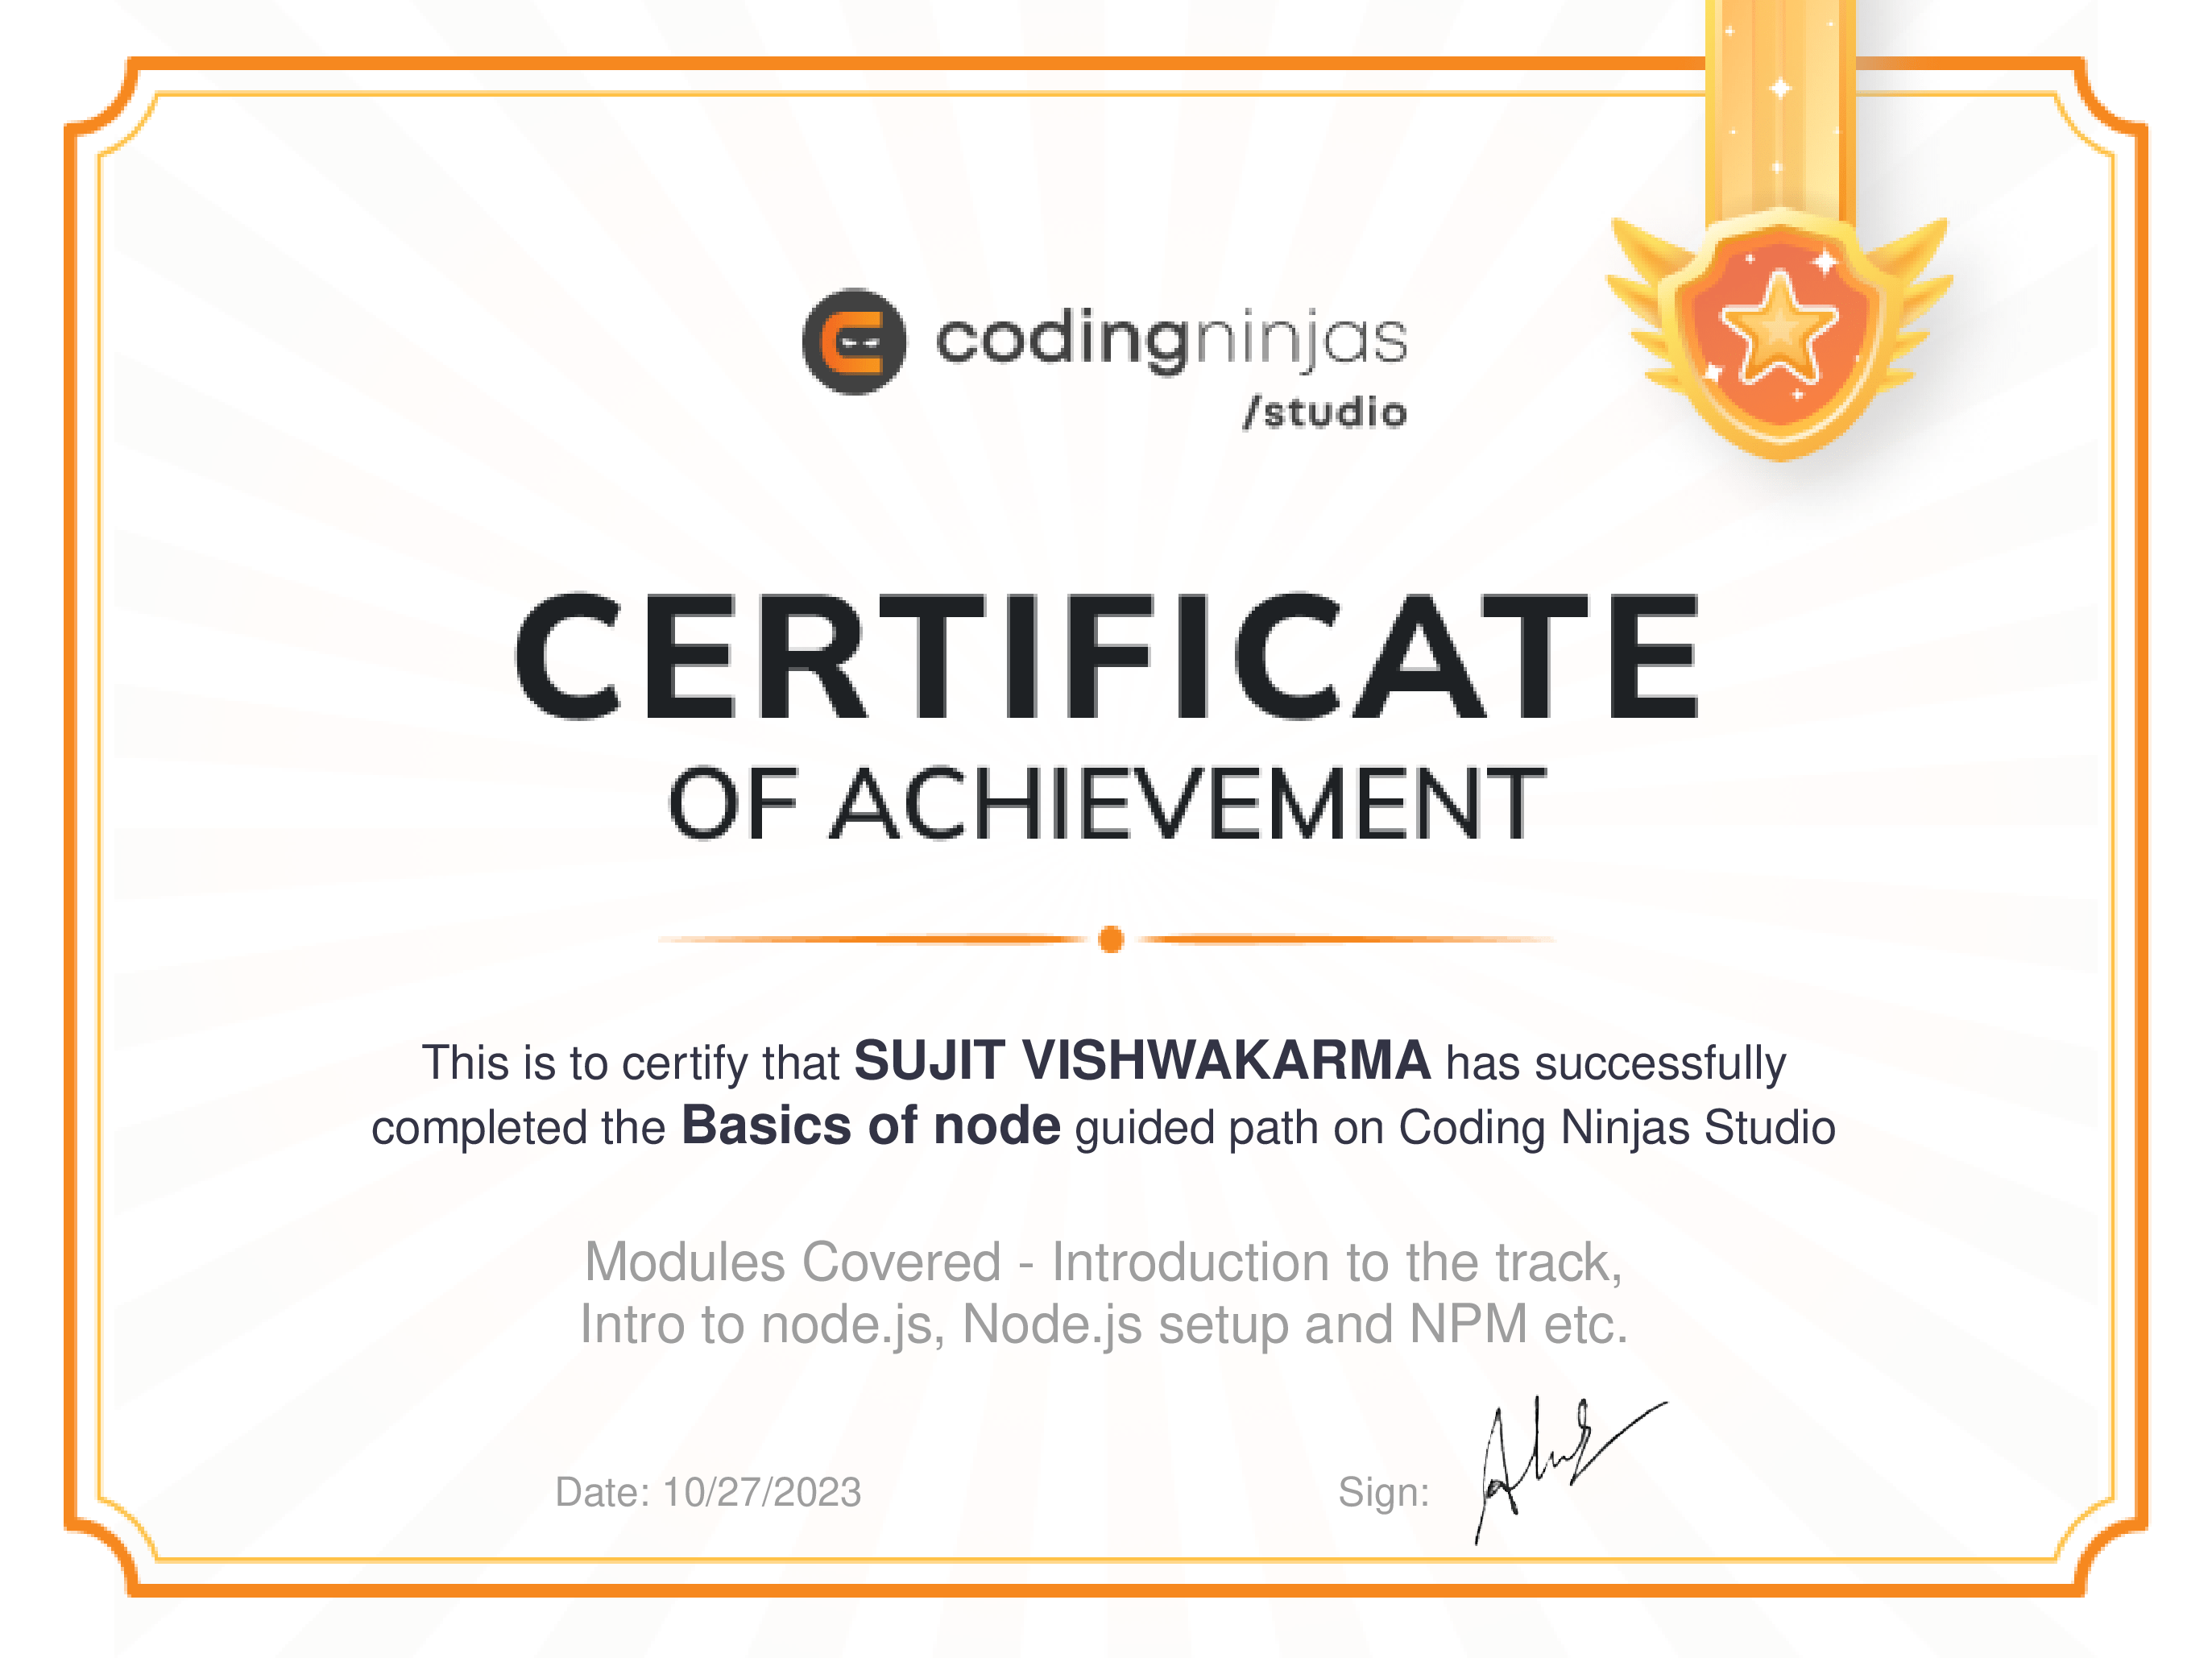 codingninjas
/studio
CERTIFICATE
OF ACHIEVEMENT
This is to certify that SUJIT VISHWAKARMA has successfully
completed the Basics of node guided path on Coding Ninjas Studio
Modules Covered - Introduction to the track,
Intro to node.js, Node.js setup and NPM etc.
Date: 10/27/2023
Sign: